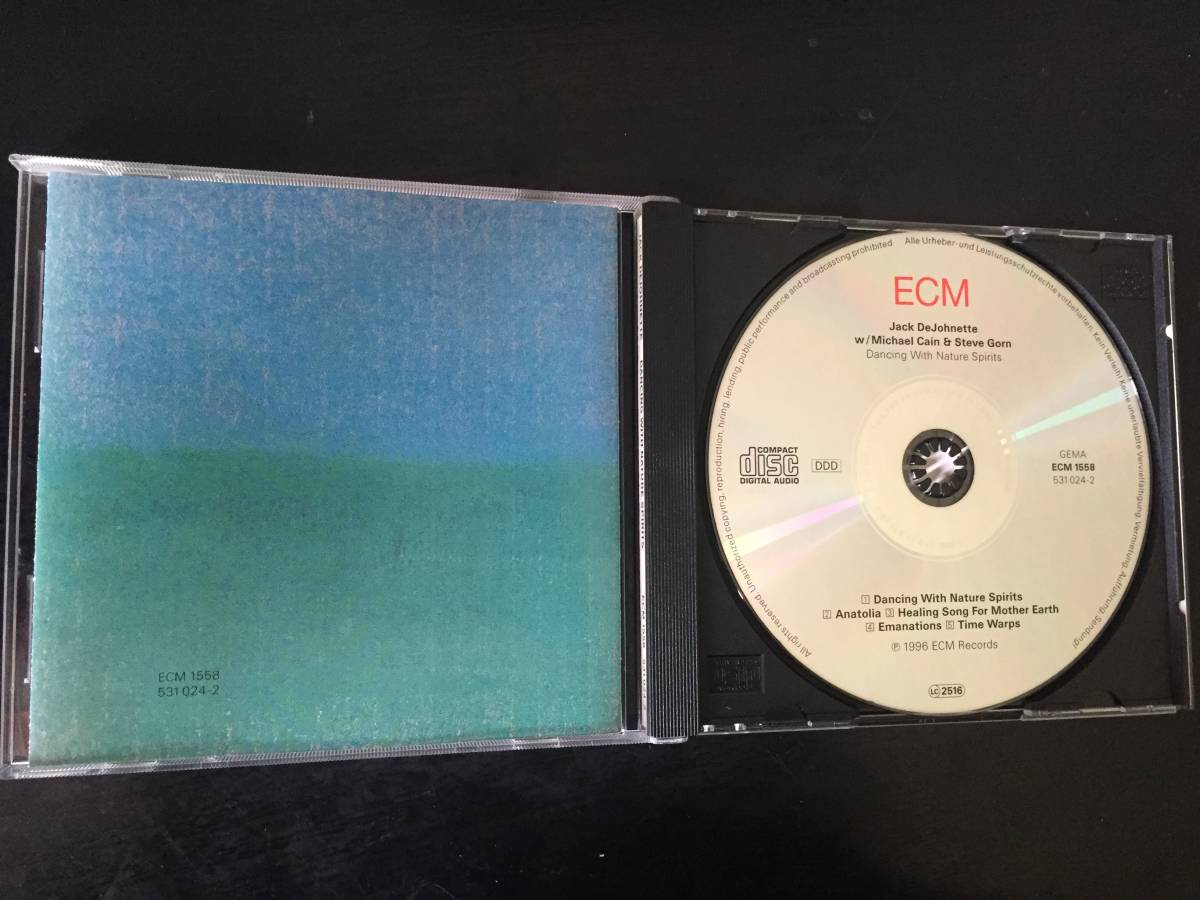 ECM 1558
531 024-2
DANCING WITH NATURE SPIRITS
All rights reserved. Unauthorized copying, reproduction, hiring, lending, public performance and broadcasting prohibited. Alle Urheber- und Leistungsschutzrechte vorbehalten. Kein Verleih! Keine unerlaubte Vervielfältigung, Vermietung, Aufführung, Sendung!
ECM
Jack DeJohnette
w/Michael Cain & Steve Gorn
Dancing With Nature Spirits
COMPACT
disc
DIGITAL AUDIO
DDD
GEMA
ECM 1558
531 024-2
1 Dancing With Nature Spirits
2 Anatolia 3 Healing Song For Mother Earth
4 Emanations 5 Time Warps
℗ 1996 ECM Records
LC 2516